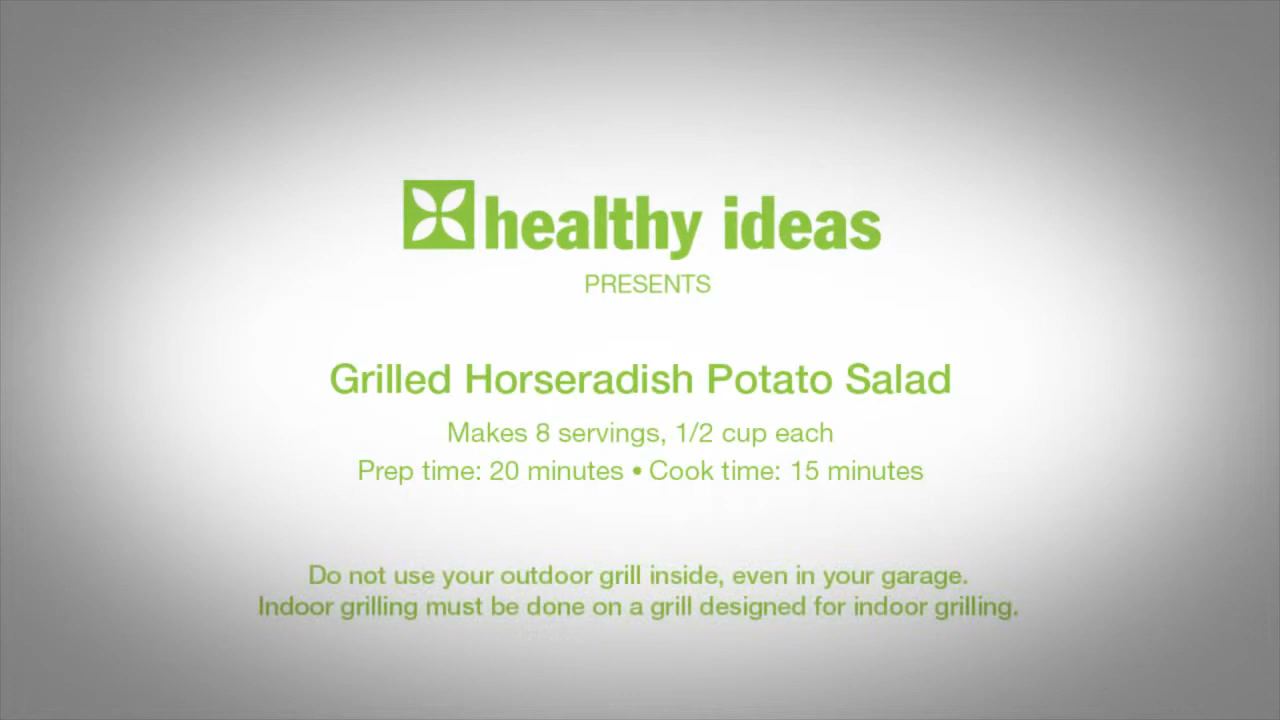 healthy ideas
PRESENTS
Grilled Horseradish Potato Salad
Makes 8 servings, 1/2 cup each
Prep time: 20 minutes • Cook time: 15 minutes
Do not use your outdoor grill inside, even in your garage.
Indoor grilling must be done on a grill designed for indoor grilling.